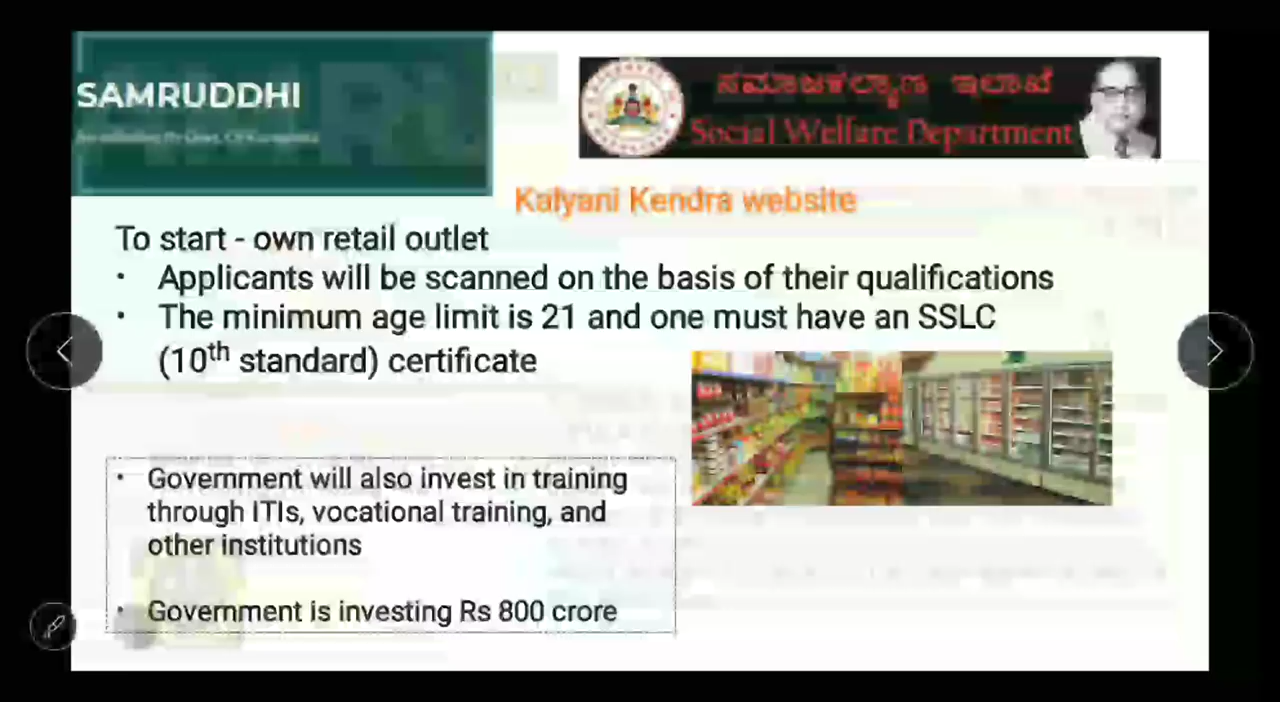 SAMRUDDHI
ಸಮಾಜಕಲ್ಯಾಣ ಇಲಾಖೆ
Social Welfare Department
Kalyani Kendra website
To start - own retail outlet
• Applicants will be scanned on the basis of their qualifications
• The minimum age limit is 21 and one must have an SSLC
(10th standard) certificate
• Government will also invest in training
through ITIs, vocational training, and
other institutions
• Government is investing Rs 800 crore